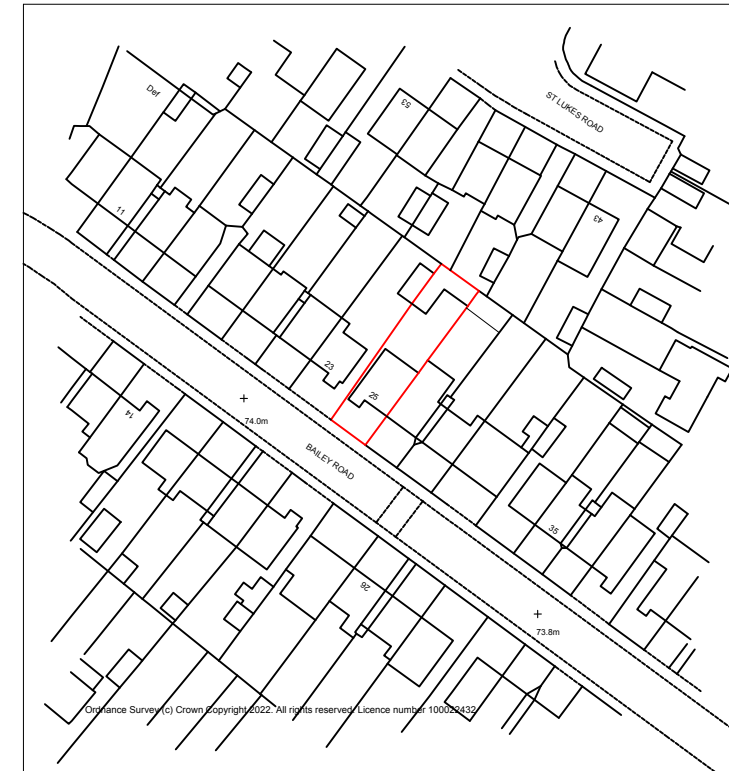 Def
53
ST LUKES ROAD
11
43
23
25
74.0m
14
BAILEY ROAD
35
26
73.8m
Ordnance Survey (c) Crown Copyright 2022. All rights reserved. Licence number 100022432